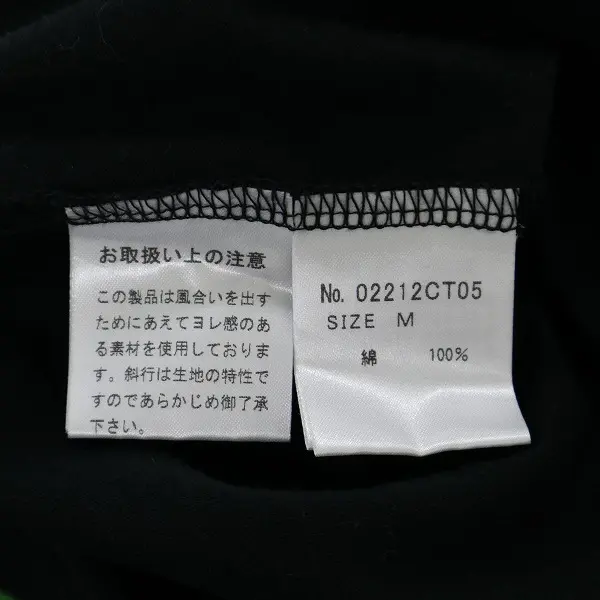 お取扱い上の注意
この製品は風合いを出す
ためにあえてヨレ感のあ
る素材を使用しておりま
す。斜行は生地の特性で
すのであらかじめ御了承
下さい。
No. 02212CT05
SIZE M
綿 100%